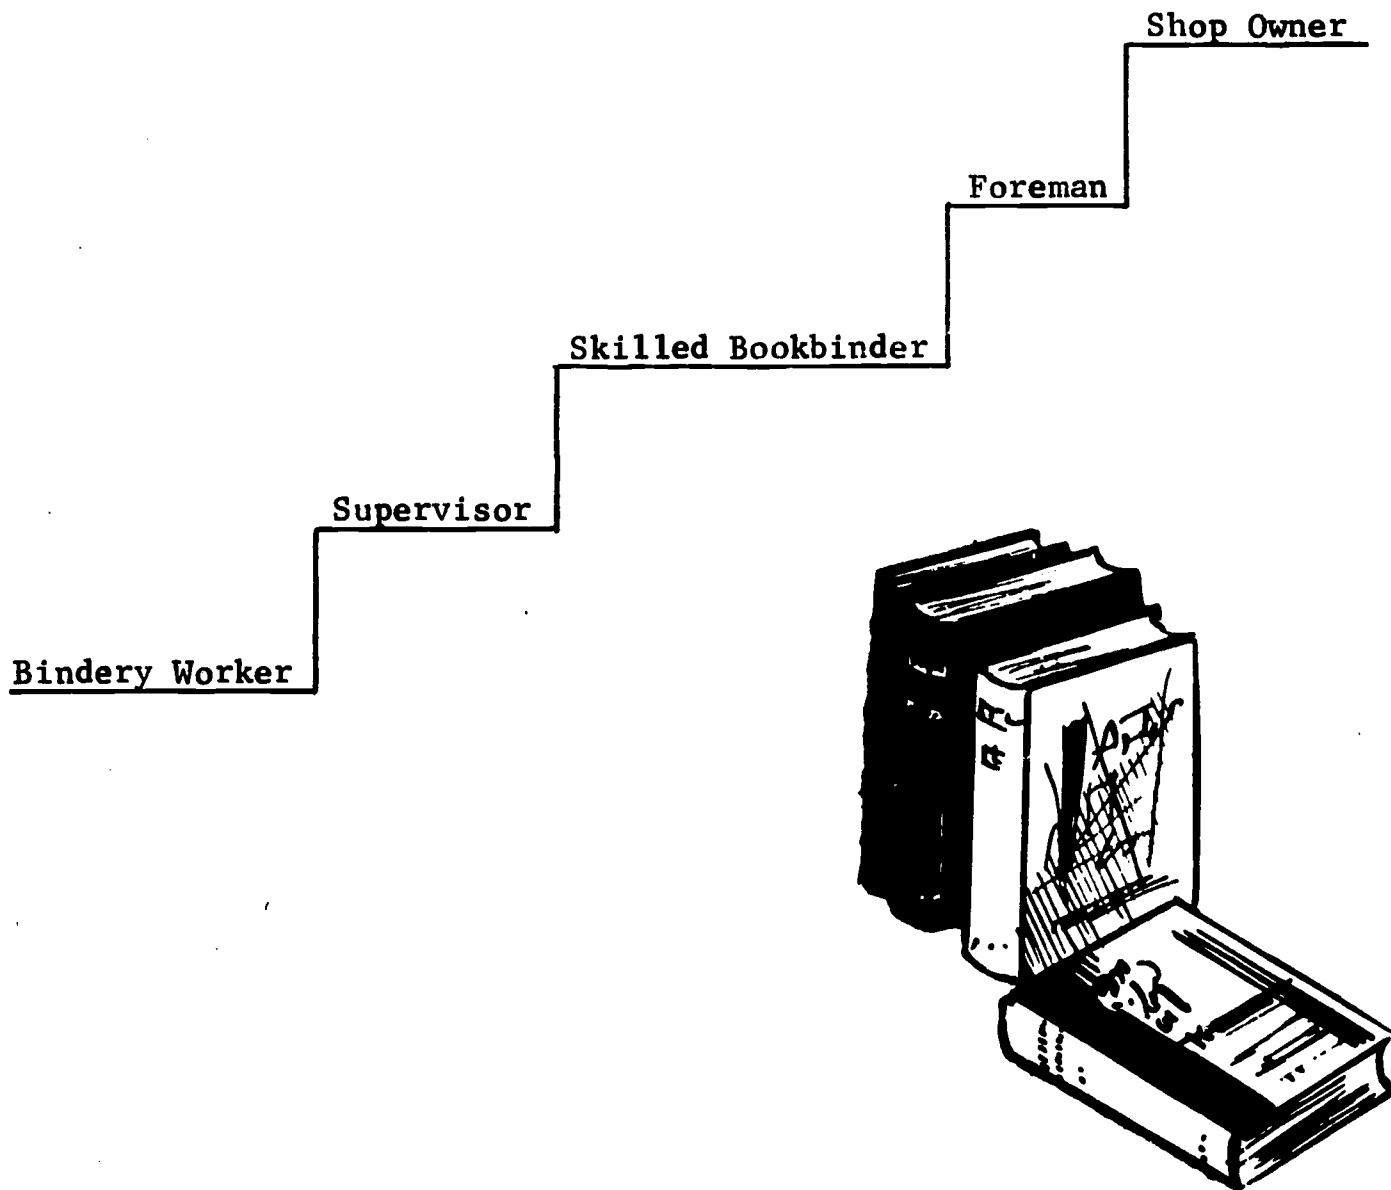 Shop Owner
Foreman
Skilled Bookbinder
Supervisor
Bindery Worker